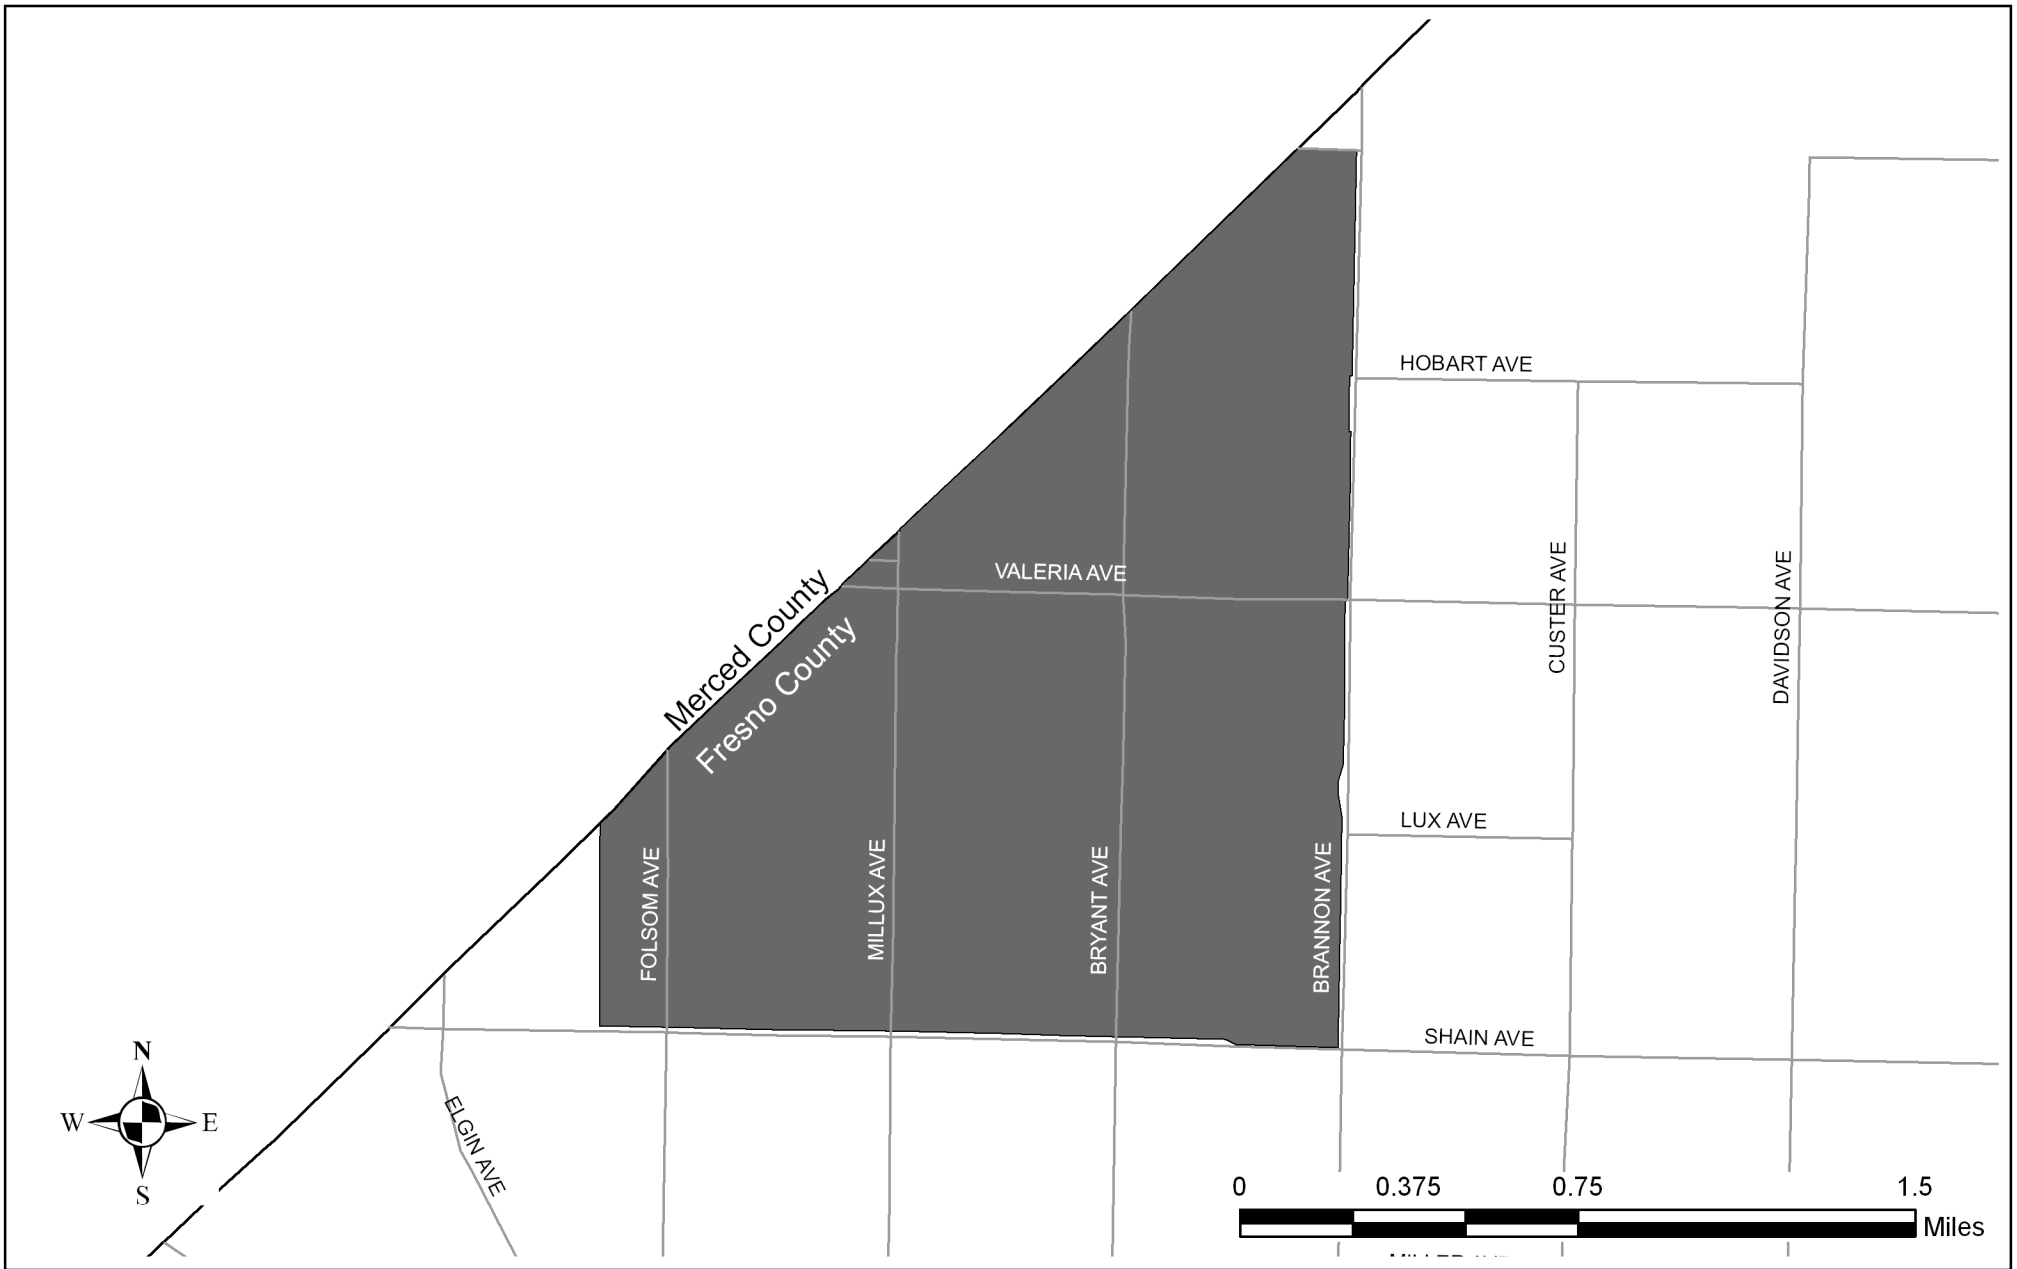 HOBART AVE
VALERIA AVE
CUSTER AVE
DAVIDSON AVE
Merced County
Fresno County
LUX AVE
FOLSOM AVE
MILLUX AVE
BRYANT AVE
BRANNON AVE
SHAIN AVE
N
W E
S
ELGIN AVE
0 0.375 0.75 1.5
Miles